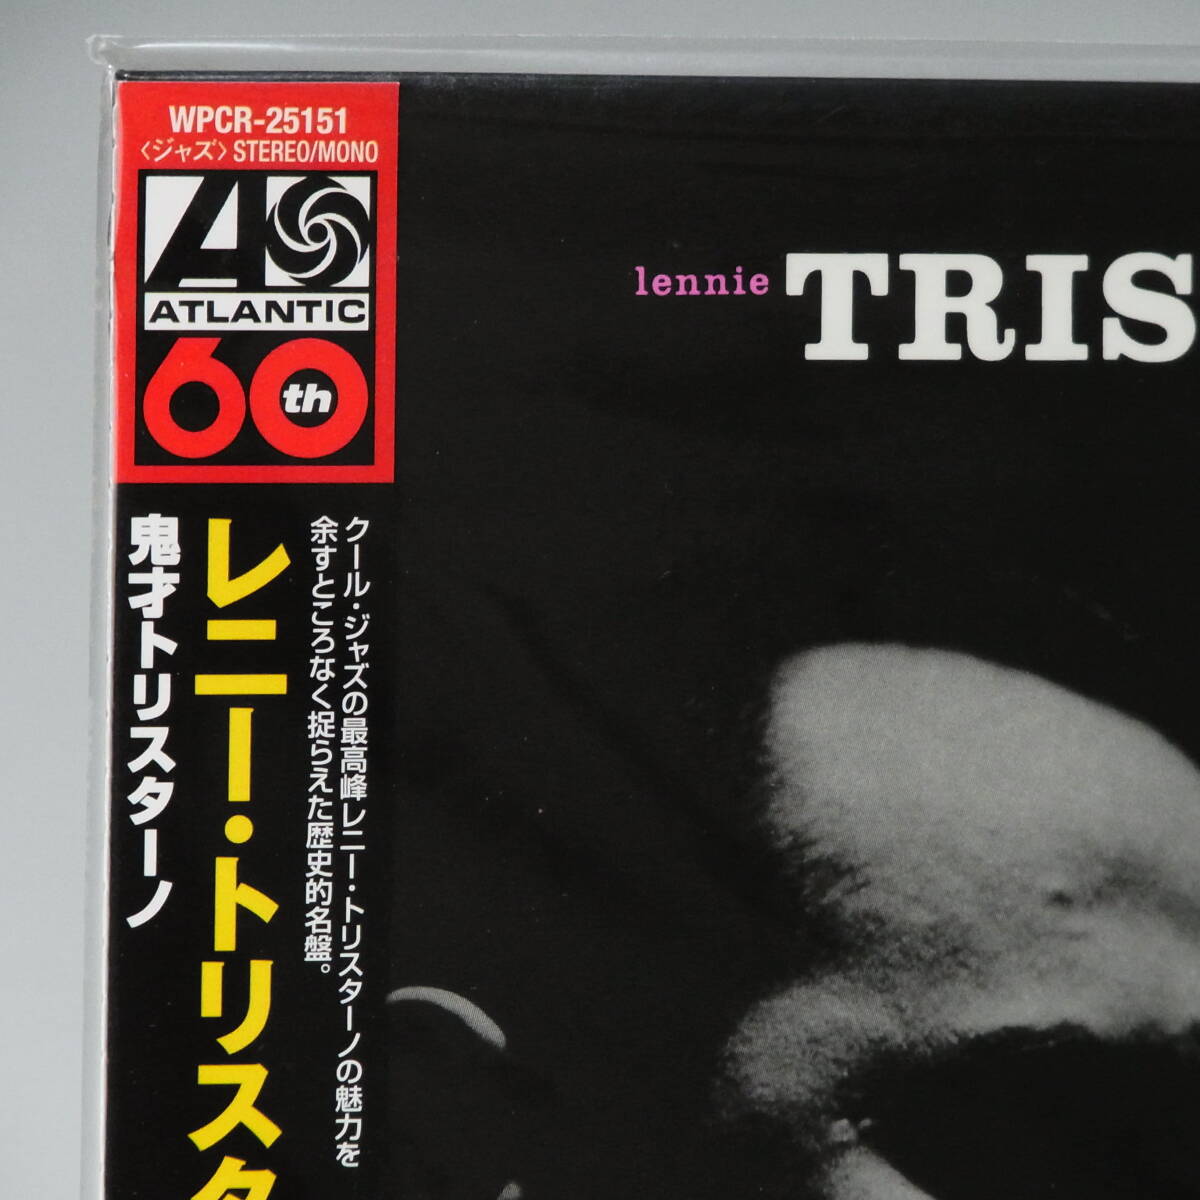 WPCR-25151
〈ジャズ〉STEREO/MONO
ATLANTIC
60th
lennie TRIS
クール・ジャズの最高峰レニー・トリスターノの魅力を
余すところなく捉らえた歴史的名盤。
レニー・トリスタ
鬼才トリスターノ